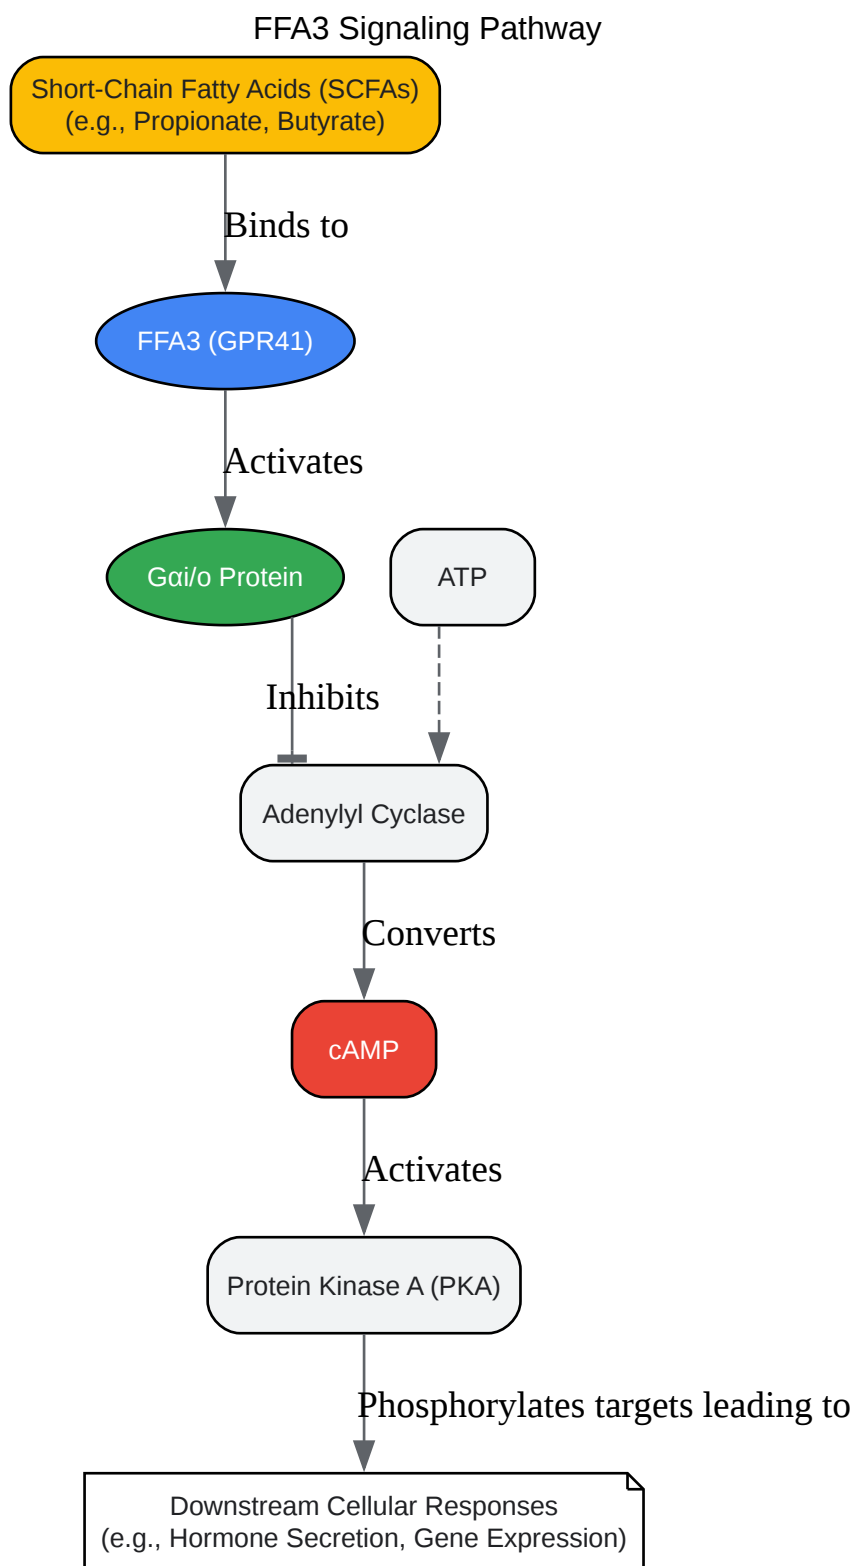 FFA3 Signaling Pathway
Short-Chain Fatty Acids (SCFAs)
(e.g., Propionate, Butyrate)
Binds to
FFA3 (GPR41)
Activates
Gαi/o Protein
ATP
Inhibits
Adenylyl Cyclase
Converts
cAMP
Activates
Protein Kinase A (PKA)
Phosphorylates targets leading to
Downstream Cellular Responses
(e.g., Hormone Secretion, Gene Expression)